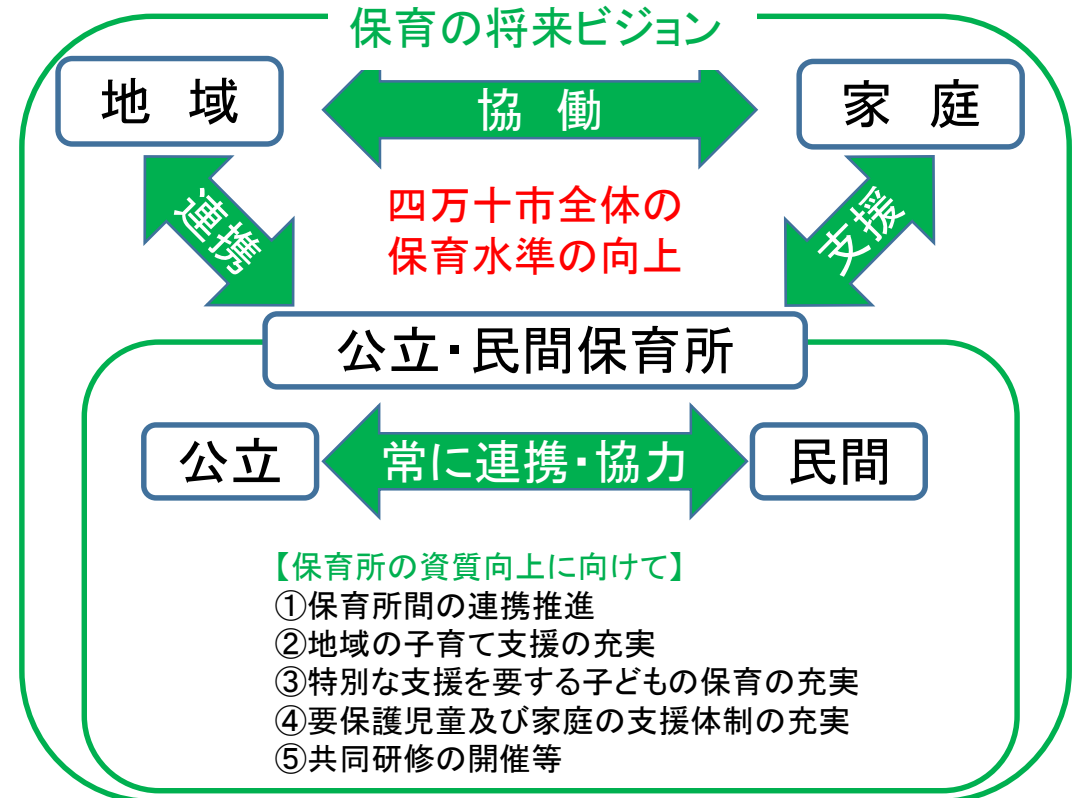 保育の将来ビジョン
地 域
協 働
家 庭
連携
四万十市全体の
保育水準の向上
支援
公立・民間保育所
公立
常に連携・協力
民間
【保育所の資質向上に向けて】
①保育所間の連携推進
②地域の子育て支援の充実
③特別な支援を要する子どもの保育の充実
④要保護児童及び家庭の支援体制の充実
⑤共同研修の開催等